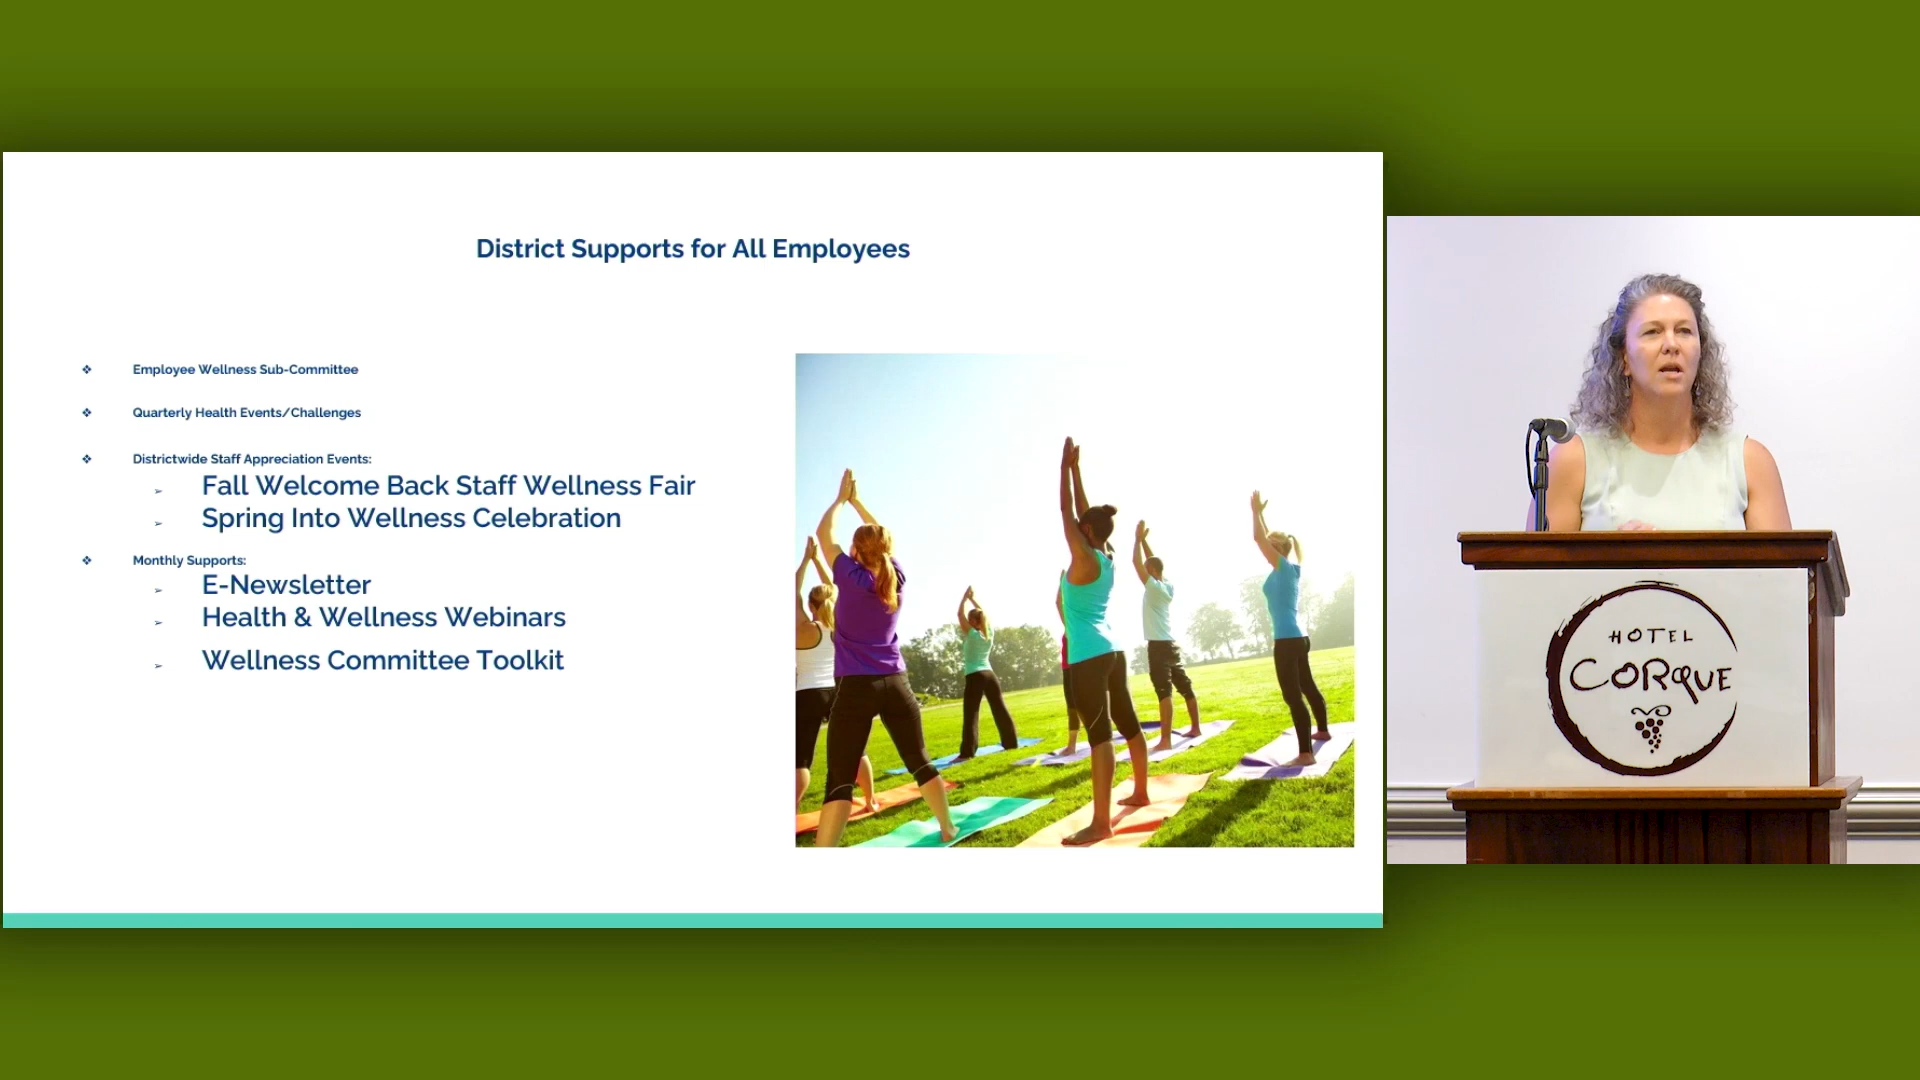 District Supports for All Employees
❖ Employee Wellness Sub-Committee
❖ Quarterly Health Events/Challenges
❖ Districtwide Staff Appreciation Events:
➢ Fall Welcome Back Staff Wellness Fair
➢ Spring Into Wellness Celebration
❖ Monthly Supports:
➢ E-Newsletter
➢ Health & Wellness Webinars
➢ Wellness Committee Toolkit
HOTEL
CORQUE